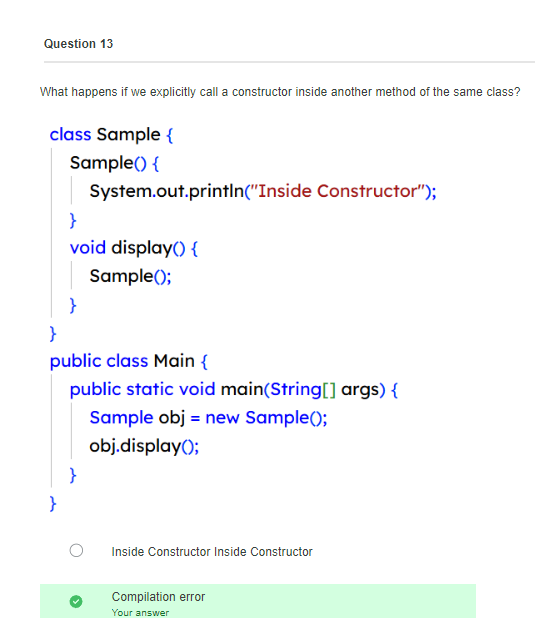 Question 13
What happens if we explicitly call a constructor inside another method of the same class?
class Sample {
Sample() {
System.out.println("Inside Constructor");
}
void display() {
Sample();
}
}
public class Main {
public static void main(String[] args) {
Sample obj = new Sample();
obj.display();
}
}
Inside Constructor Inside Constructor
Compilation error
Your answer